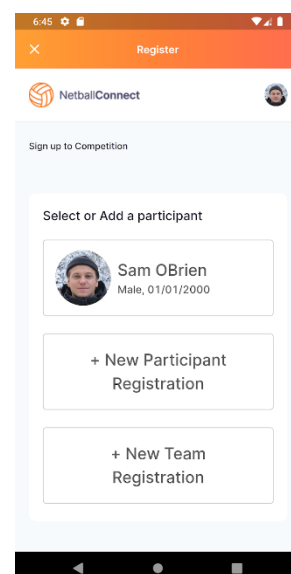 6:45
Register
NetballConnect
Sign up to Competition
Select or Add a participant
Sam OBrien
Male, 01/01/2000
+ New Participant
Registration
+ New Team
Registration